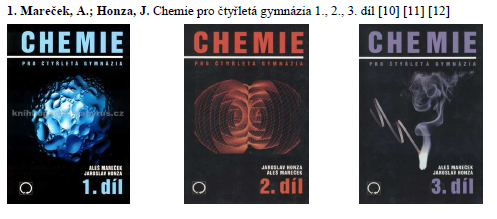 1. Mareček, A.; Honza, J. Chemie pro čtyřletá gymnázia 1., 2., 3. díl [10] [11] [12]
CHEMIE
PRO ČTYŘLETÁ GYMNÁZIA
ALEŠ MAREČEK
JAROSLAV HONZA
1. díl
CHEMIE
PRO ČTYŘLETÁ GYMNÁZIA
JAROSLAV HONZA
ALEŠ MAREČEK
2. díl
CHEMIE
PRO ČTYŘLETÁ GYMNÁZIA
ALEŠ MAREČEK
JAROSLAV HONZA
3. díl